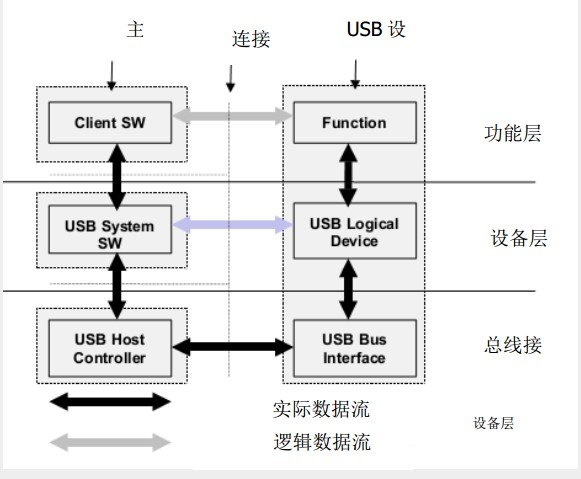 主
连接
USB 设
Client SW
Function
功能层
USB System
SW
USB Logical
Device
设备层
USB Host
Controller
USB Bus
Interface
总线接
实际数据流
设备层
逻辑数据流